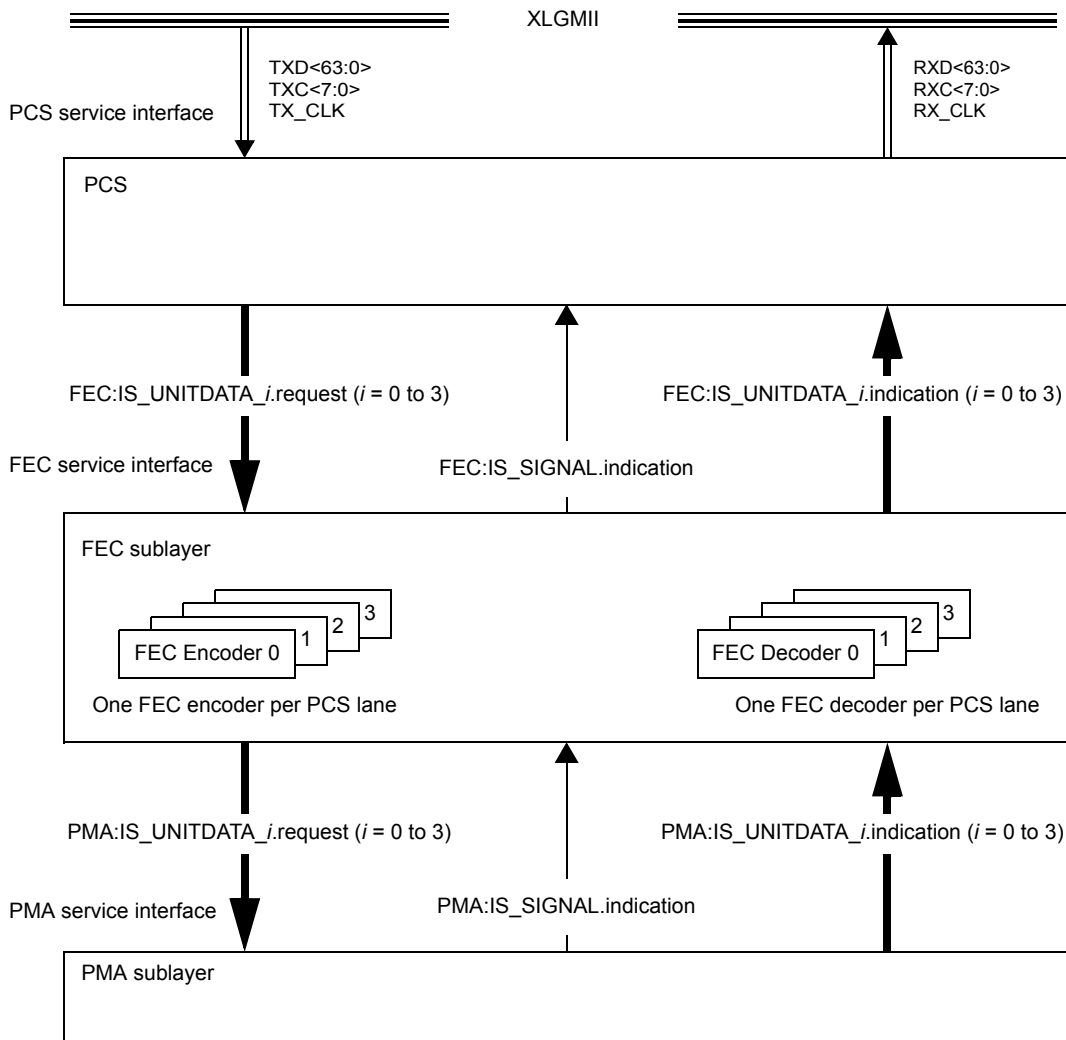 XLGMII
TXD<63:0>
TXC<7:0>
TX_CLK
RXD<63:0>
RXC<7:0>
RX_CLK
PCS service interface
PCS
FEC:IS_UNITDATA_i.request (i = 0 to 3)
FEC:IS_UNITDATA_i.indication (i = 0 to 3)
FEC service interface
FEC:IS_SIGNAL.indication
FEC sublayer
3
2
1
FEC Encoder 0
3
2
1
FEC Decoder 0
One FEC encoder per PCS lane
One FEC decoder per PCS lane
PMA:IS_UNITDATA_i.request (i = 0 to 3)
PMA:IS_UNITDATA_i.indication (i = 0 to 3)
PMA service interface
PMA:IS_SIGNAL.indication
PMA sublayer